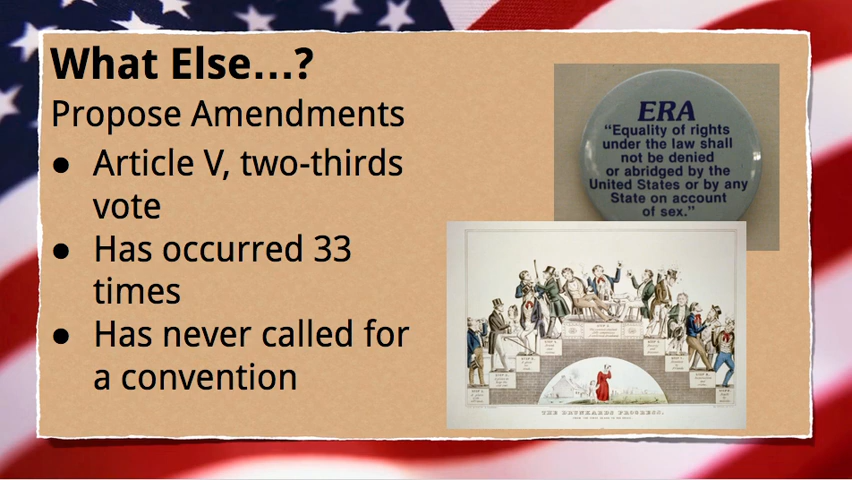 What Else…?
Propose Amendments
● Article V, two-thirds
vote
● Has occurred 33
times
● Has never called for
a convention
ERA
“Equality of rights
under the law shall
not be denied
or abridged by the
United States or by any
State on account
of sex.”
THE DRUNKARDS PROGRESS.